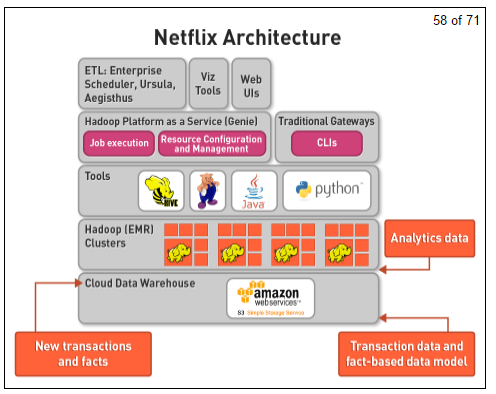 58 of 71
Netflix Architecture
ETL: Enterprise
Scheduler, Ursula,
Aegisthus
Viz
Tools
Web
UIs
Hadoop Platform as a Service (Genie)
Job execution
Resource Configuration
and Management
Traditional Gateways
CLIs
Tools
HIVE
Java
python
Hadoop (EMR)
Clusters
Analytics data
Cloud Data Warehouse
amazon
webservices™
S3 Simple Storage Service
New transactions
and facts
Transaction data and
fact-based data model